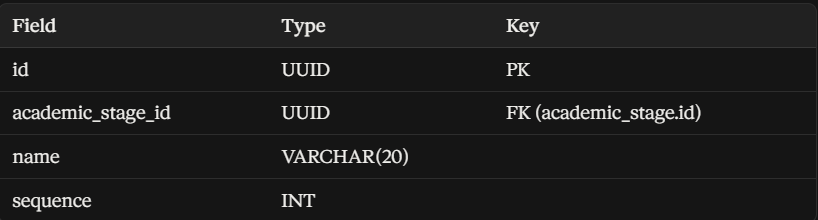 Field Type Key
id UUID PK
academic_stage_id UUID FK (academic_stage.id)
name VARCHAR(20)
sequence INT